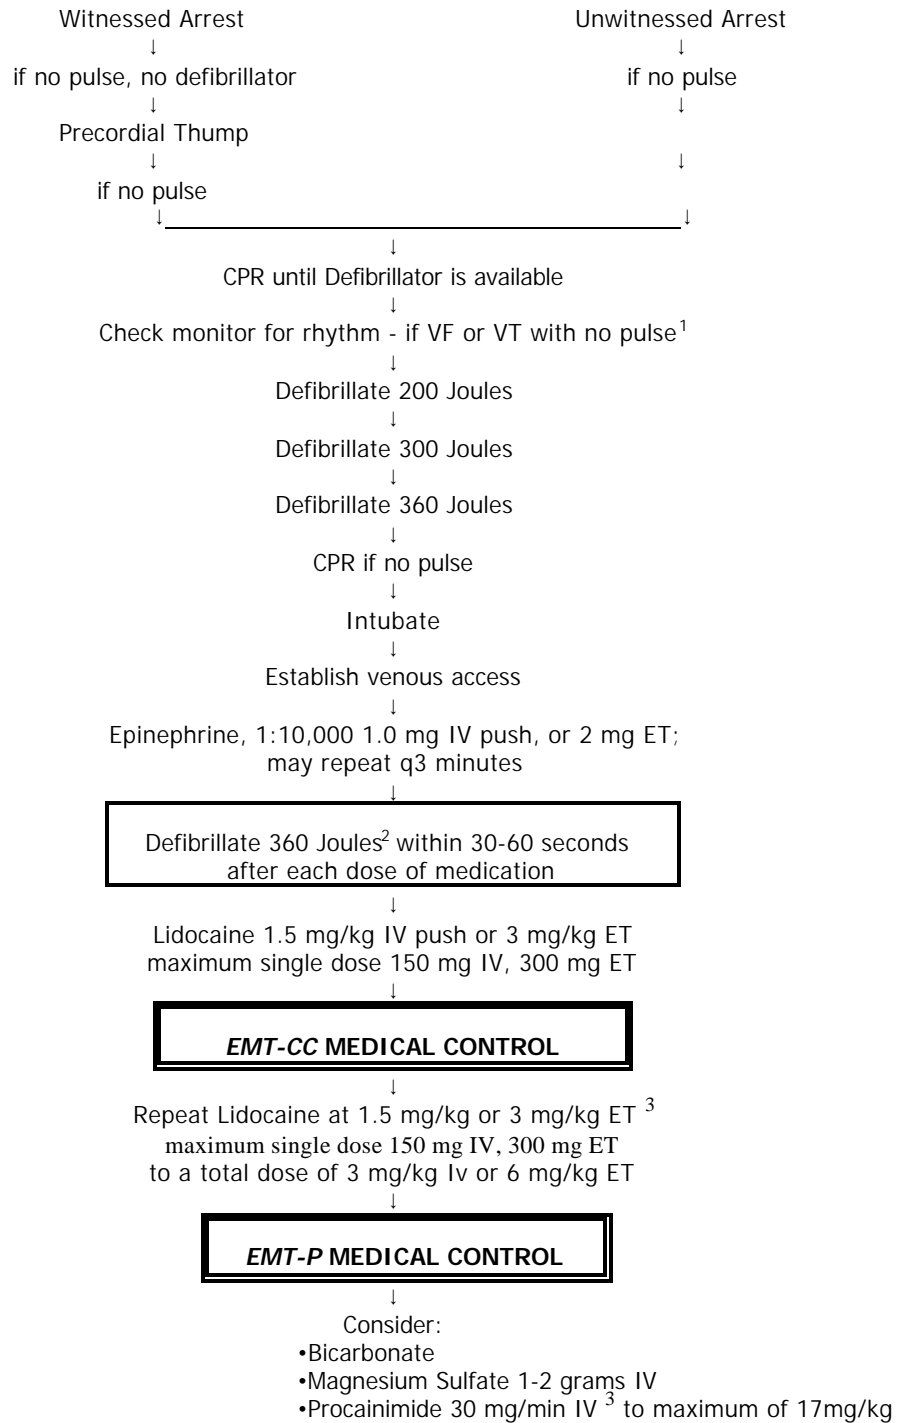 Witnessed Arrest Unwitnessed Arrest
↓ ↓
if no pulse, no defibrillator if no pulse
↓ ↓
Precordial Thump
↓ ↓
if no pulse
↓ ↓
↓
CPR until Defibrillator is available
↓
Check monitor for rhythm - if VF or VT with no pulse1
↓
Defibrillate 200 Joules
↓
Defibrillate 300 Joules
↓
Defibrillate 360 Joules
↓
CPR if no pulse
↓
Intubate
↓
Establish venous access
↓
Epinephrine, 1:10,000 1.0 mg IV push, or 2 mg ET;
may repeat q3 minutes
↓
Defibrillate 360 Joules2 within 30-60 seconds
after each dose of medication
↓
Lidocaine 1.5 mg/kg IV push or 3 mg/kg ET
maximum single dose 150 mg IV, 300 mg ET
↓
EMT-CC MEDICAL CONTROL
↓
Repeat Lidocaine at 1.5 mg/kg or 3 mg/kg ET 3
maximum single dose 150 mg IV, 300 mg ET
to a total dose of 3 mg/kg Iv or 6 mg/kg ET
↓
EMT-P MEDICAL CONTROL
↓
Consider:
•Bicarbonate
•Magnesium Sulfate 1-2 grams IV
•Procainimide 30 mg/min IV 3 to maximum of 17mg/kg